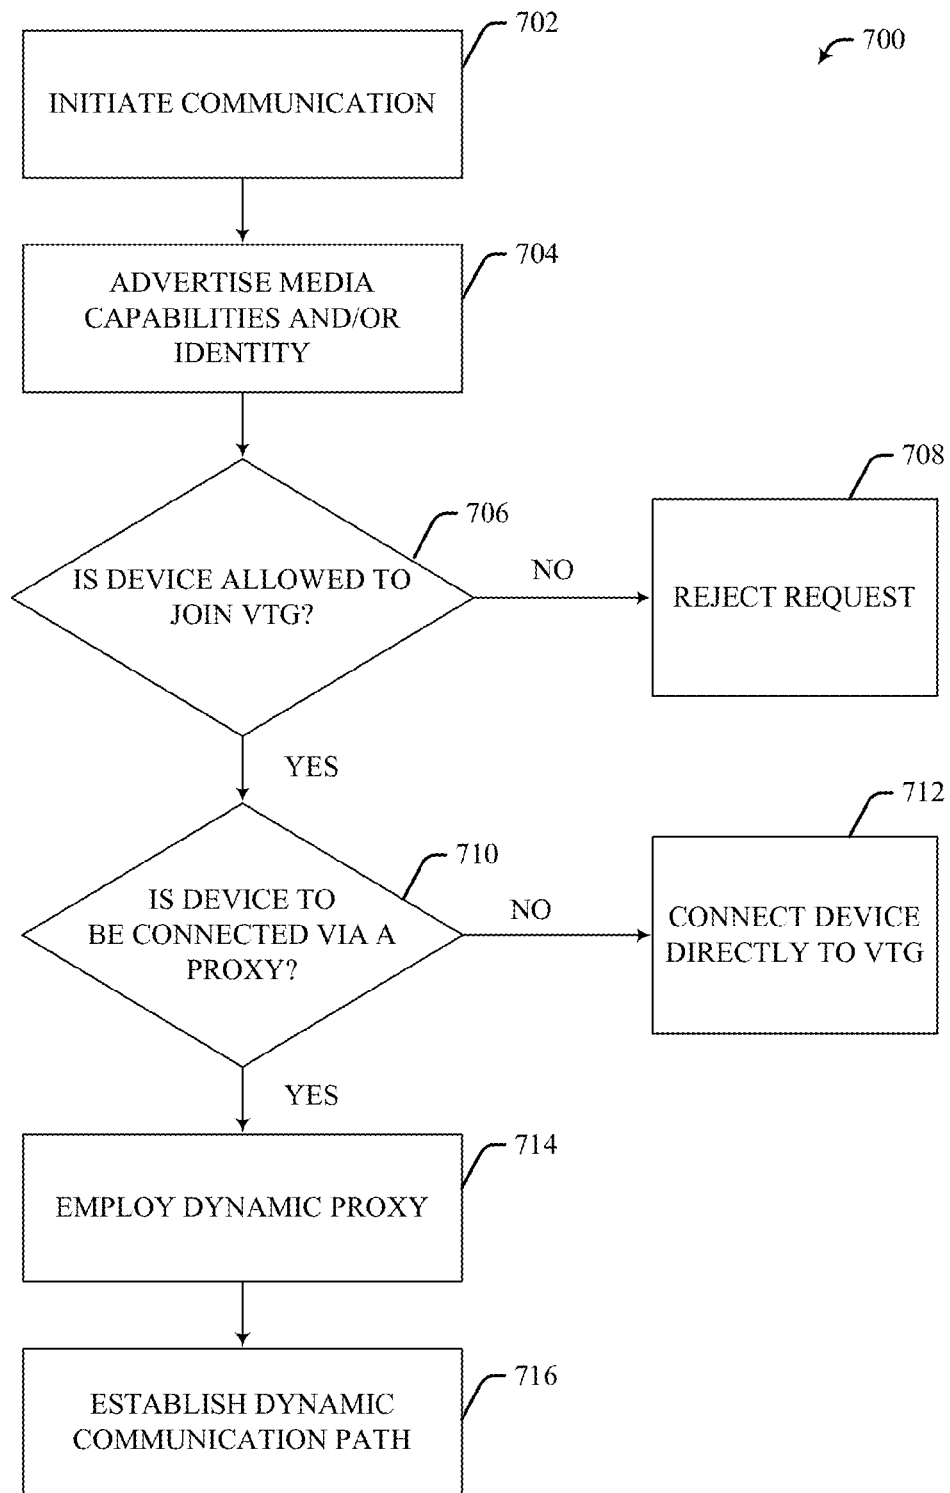 702
700
INITIATE COMMUNICATION
704
ADVERTISE MEDIA
CAPABILITIES AND/OR
IDENTITY
708
706
IS DEVICE ALLOWED TO
JOIN VTG?
NO
REJECT REQUEST
YES
712
710
IS DEVICE TO
BE CONNECTED VIA A
PROXY?
NO
CONNECT DEVICE
DIRECTLY TO VTG
YES
714
EMPLOY DYNAMIC PROXY
716
ESTABLISH DYNAMIC
COMMUNICATION PATH